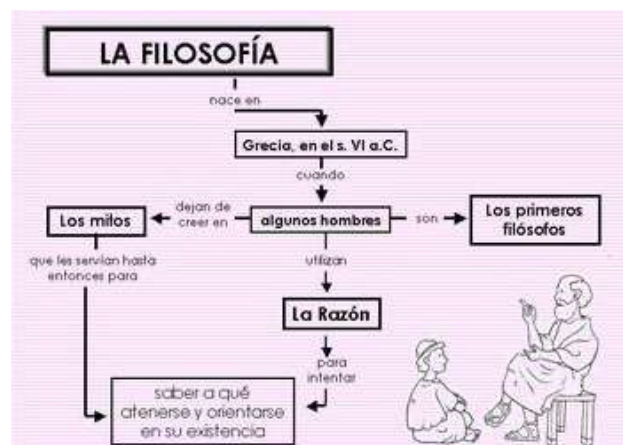 LA FILOSOFÍA
nace en
Grecia, en el s. VI a.C.
cuando
Los mitos
dejan de
creer en
algunos hombres
son
Los primeros
filósofos
que les servían hasta
entonces para
utilizan
La Razón
para
intentar
saber a qué
atenerse y orientarse
en su existencia